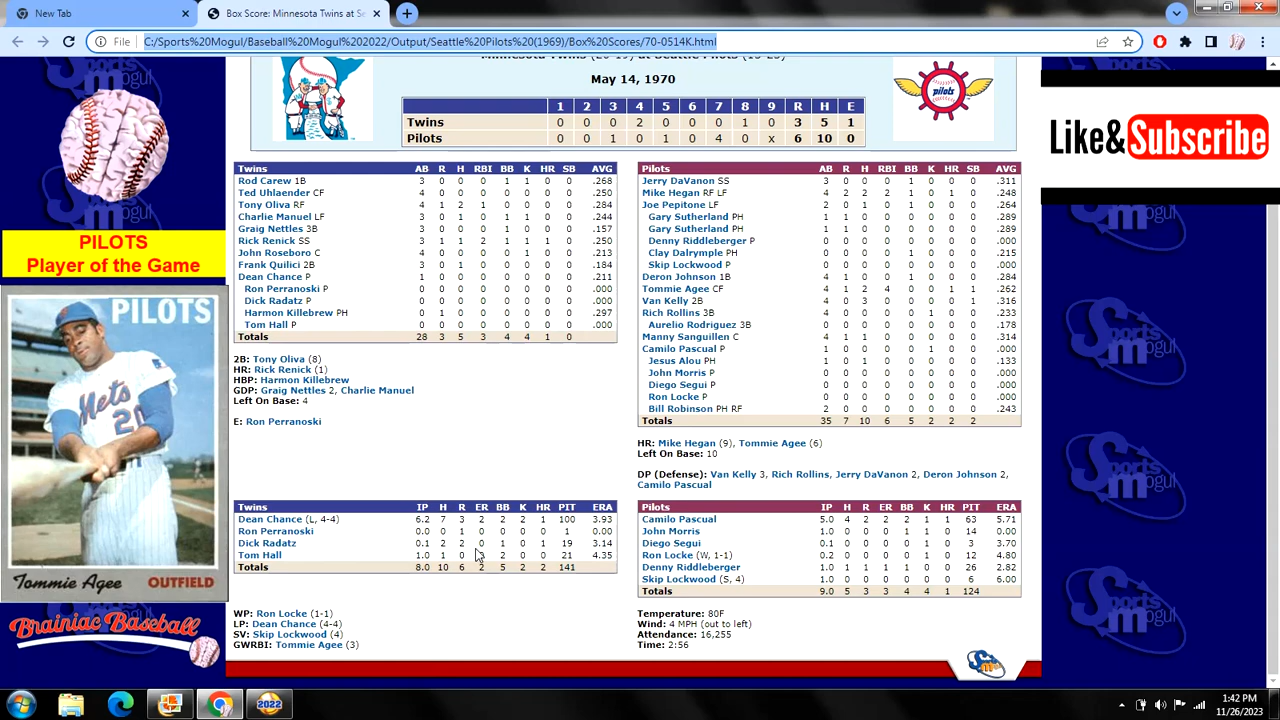 New Tab
Box Score: Minnesota Twins at Se
File C:/Sports%20Mogul/Baseball%20Mogul%202022/Output/Seattle%20Pilots%20(1969)/Box%20Scores/70-0514K.html
May 14, 1970
1 2 3 4 5 6 7 8 9 R H E
Twins 0 0 0 2 0 0 0 1 0 3 5 1
Pilots 0 0 1 0 1 0 4 0 x 6 10 0
pilots
Like& Subscribe
PILOTS
Player of the Game
PILOTS
Mets
Tommie Agee OUTFIELD
Brainiac Baseball
Twins AB R H RBI BB K HR SB AVG
Rod Carew 1B 3 0 0 0 1 1 0 0 .268
Ted Uhlaender CF 4 0 0 0 0 0 0 0 .250
Tony Oliva RF 4 1 2 1 0 0 0 0 .284
Charlie Manuel LF 3 0 1 0 1 1 0 0 .244
Graig Nettles 3B 3 0 0 0 1 0 0 0 .157
Rick Renick SS 3 1 1 2 1 1 1 0 .250
John Roseboro C 4 0 0 0 0 1 0 0 .213
Frank Quilici 2B 3 0 1 0 0 0 0 0 .184
Dean Chance P 1 0 0 0 0 0 0 0 .211
Ron Perranoski P 0 0 0 0 0 0 0 0 .000
Dick Radatz P 0 0 0 0 0 0 0 0 .000
Harmon Killebrew PH 0 1 0 0 0 0 0 0 .297
Tom Hall P 0 0 0 0 0 0 0 0 .000
Totals 28 3 5 3 4 4 1 0
2B: Tony Oliva (8)
HR: Rick Renick (1)
HBP: Harmon Killebrew
GDP: Graig Nettles 2, Charlie Manuel
Left On Base: 4
E: Ron Perranoski
Pilots AB R H RBI BB K HR SB AVG
Jerry DaVanon SS 3 0 0 0 1 0 0 0 .311
Mike Hegan RF LF 4 2 2 2 1 0 1 0 .248
Joe Pepitone LF 2 0 1 0 1 0 0 1 .264
Gary Sutherland PH 0 1 0 0 0 0 0 0 .289
Gary Sutherland PH 0 1 0 0 0 0 0 0 .289
Denny Riddleberger P 0 0 0 0 0 0 0 0 .000
Clay Dalrymple PH 0 0 0 0 1 0 0 0 .215
Skip Lockwood P 0 0 0 0 0 0 0 0 .000
Deron Johnson 1B 4 1 1 0 1 0 0 0 .284
Tommie Agee CF 4 1 2 4 0 0 1 1 .262
Van Kelly 2B 4 0 3 0 0 0 0 1 .316
Rich Rollins 3B 4 0 0 0 0 1 0 0 .233
Aurelio Rodriguez 3B 0 0 0 0 0 0 0 0 .178
Manny Sanguillen C 4 1 1 0 0 0 0 0 .314
Camilo Pascual P 1 0 0 0 0 1 0 0 .000
Jesus Alou PH 1 0 0 0 0 0 0 0 .133
John Morris P 0 0 0 0 0 0 0 0 .000
Diego Segui P 0 0 0 0 0 0 0 0 .000
Ron Locke P 0 0 0 0 0 0 0 0 .000
Bill Robinson PH RF 2 0 0 0 0 0 0 0 .243
Totals 35 7 10 6 5 2 2 2
HR: Mike Hegan (9), Tommie Agee (6)
Left On Base: 10
DP (Defense): Van Kelly 3, Rich Rollins, Jerry DaVanon 2, Deron Johnson 2,
Camilo Pascual
Twins IP H R ER BB K HR PIT ERA
Dean Chance (L, 4-4) 6.2 7 3 2 2 2 1 100 3.93
Ron Perranoski 0.0 0 1 0 0 0 0 1 0.00
Dick Radatz 0.1 2 2 0 1 0 1 19 3.14
Tom Hall 1.0 1 0 2 0 0 21 4.35
Totals 8.0 10 6 2 5 2 2 141
WP: Ron Locke (1-1)
LP: Dean Chance (4-4)
SV: Skip Lockwood (4)
GWRBI: Tommie Agee (3)
Pilots IP H R ER BB K HR PIT ERA
Camilo Pascual 5.0 4 2 2 2 1 1 63 5.71
John Morris 1.0 0 0 0 1 1 0 14 0.00
Diego Segui 0.1 0 0 0 0 1 0 3 3.70
Ron Locke (W, 1-1) 0.2 0 0 0 0 1 0 12 4.80
Denny Riddleberger 1.0 1 1 1 1 0 0 26 2.82
Skip Lockwood (S, 4) 1.0 0 0 0 0 0 0 6 6.00
Totals 9.0 5 3 3 4 4 1 124
Temperature: 80F
Wind: 4 MPH (out to left)
Attendance: 16,255
Time: 2:56
2022
1:42 PM
11/26/2023